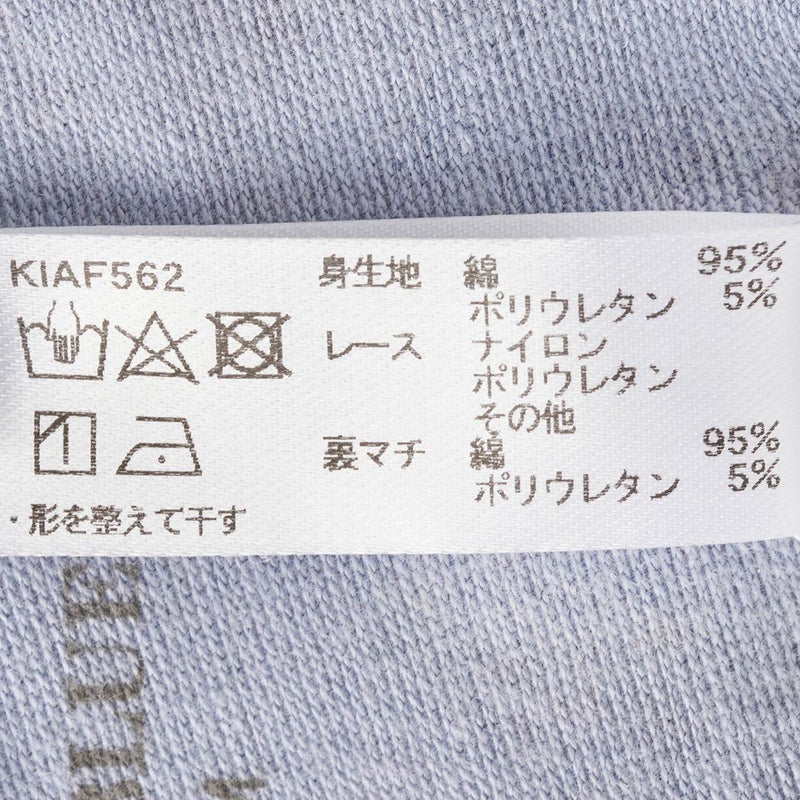 KIAF562
身生地 綿 95%
ポリウレタン 5%
レース ナイロン
ポリウレタン
その他
裏マチ 綿 95%
ポリウレタン 5%
・形を整えて干す